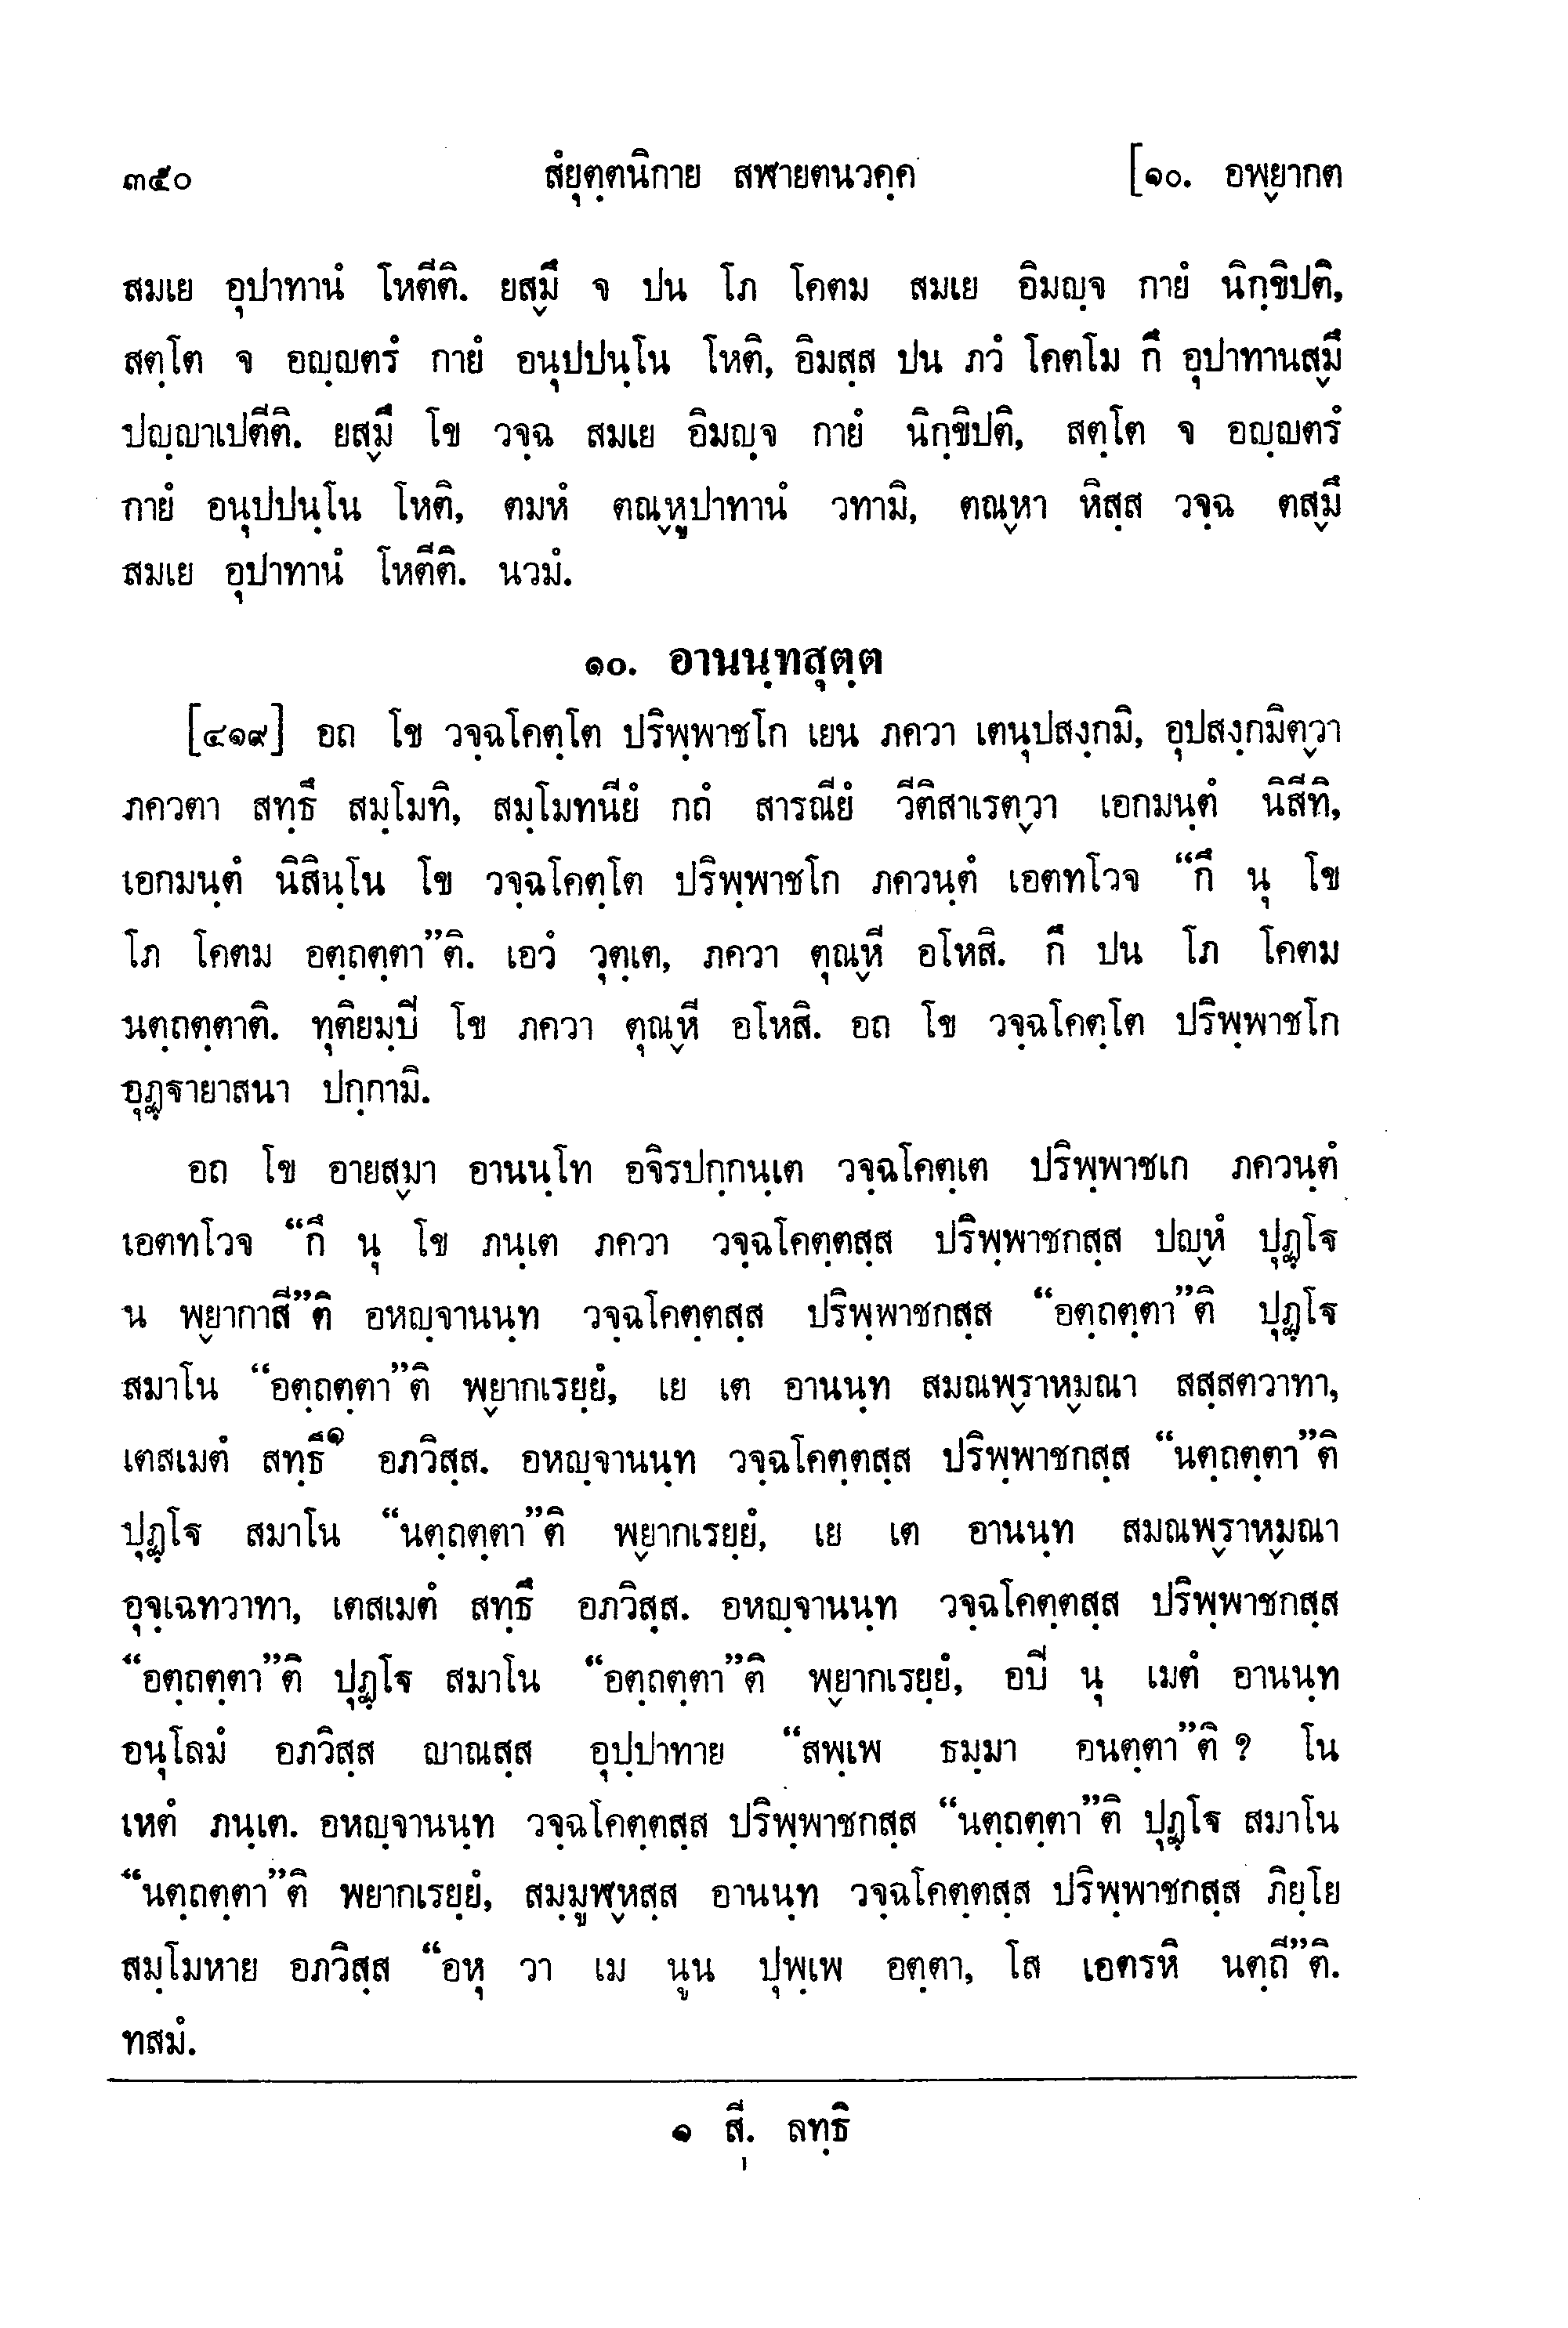 ๓๕๐ สํยุตฺตนิกาย สฬายตนวคฺค [๑๐. อพฺยากต
สมเย อุปาทานํ โหตีติ. ยสฺมึ จ ปน โภ โคตม สมเย อิมญฺจ กายํ นิกฺขิปติ,
สตฺโต จ อญฺญตรํ กายํ อนุปปนฺโน โหติ, อิมสฺส ปน ภวํ โคตโม กึ อุปาทานสฺมึ
ปญฺญาเปตีติ. ยสฺมึ โข วจฺฉ สมเย อิมญฺจ กายํ นิกฺขิปติ, สตฺโต จ อญฺญตรํ
กายํ อนุปปนฺโน โหติ, ตมหํ ตณฺหูปาทานํ วทามิ, ตณฺหา หิสฺส วจฺฉ ตสฺมึ
สมเย อุปาทานํ โหตีติ. นวมํ.
๑๐. อานนฺทสุตฺต
[๔๑๙] อถ โข วจฺฉโคตฺโต ปริพฺพาชโก เยน ภควา เตนุปสงฺกมิ, อุปสงฺกมิตฺวา
ภควตา สทฺธึ สมฺโมทิ, สมฺโมทนียํ กถํ สารณียํ วีติสาเรตฺวา เอกมนฺตํ นิสีทิ,
เอกมนฺตํ นิสินฺโน โข วจฺฉโคตฺโต ปริพฺพาชโก ภควนฺตํ เอตทโวจ “กึ นุ โข
โภ โคตม อตฺถตฺตา”ติ. เอวํ วุตฺเต, ภควา ตุณฺหี อโหสิ. กึ ปน โภ โคตม
นตฺถตฺตาติ. ทุติยมฺปี โข ภควา ตุณฺหี อโหสิ. อถ โข วจฺฉโคตฺโต ปริพฺพาชโก
อุฏฺฐายาสนา ปกฺกามิ.
อถ โข อายสฺมา อานนฺโท อจิรปกฺกนฺเต วจฺฉโคตฺเต ปริพฺพาชเก ภควนฺตํ
เอตทโวจ “กึ นุ โข ภนฺเต ภควา วจฺฉโคตฺตสฺส ปริพฺพาชกสฺส ปญฺหํ ปุฏฺโฐ
น พฺยากาสี”ติ อหญฺจานนฺท วจฺฉโคตฺตสฺส ปริพฺพาชกสฺส “อตฺถตฺตา”ติ ปุฏฺโฐ
สมาโน “อตฺถตฺตา”ติ พฺยากเรยฺยํ, เย เต อานนฺท สมณพฺราหฺมณา สสฺสตวาทา,
เตสเมตํ สทฺธึ๑ อภวิสฺส. อหญฺจานนฺท วจฺฉโคตฺตสฺส ปริพฺพาชกสฺส “นตฺถตฺตา”ติ
ปุฏฺโฐ สมาโน “นตฺถตฺตา”ติ พฺยากเรยฺยํ, เย เต อานนฺท สมณพฺราหฺมณา
อุจฺเฉทวาทา, เตสเมตํ สทฺธึ อภวิสฺส. อหญฺจานนฺท วจฺฉโคตฺตสฺส ปริพฺพาชกสฺส
“อตฺถตฺตา”ติ ปุฏฺโฐ สมาโน “อตฺถตฺตา”ติ พฺยากเรยฺยํ, อปี นุ เมตํ อานนฺท
อนุโลมํ อภวิสฺส ญาณสฺส อุปฺปาทาย “สพฺเพ ธมฺมา อนตฺตา”ติ ? โน
เหตํ ภนฺเต. อหญฺจานนฺท วจฺฉโคตฺตสฺส ปริพฺพาชกสฺส “นตฺถตฺตา”ติ ปุฏฺโฐ สมาโน
“นตฺถตฺตา”ติ พยากเรยฺยํ, สมฺมูฬฺหสฺส อานนฺท วจฺฉโคตฺตสฺส ปริพฺพาชกสฺส ภิยฺโย
สมฺโมหาย อภวิสฺส “อหุ วา เม นูน ปุพฺเพ อตฺตา, โส เอตรหิ นตฺถี”ติ.
ทสมํ.
๑ สี. ลทฺธิ